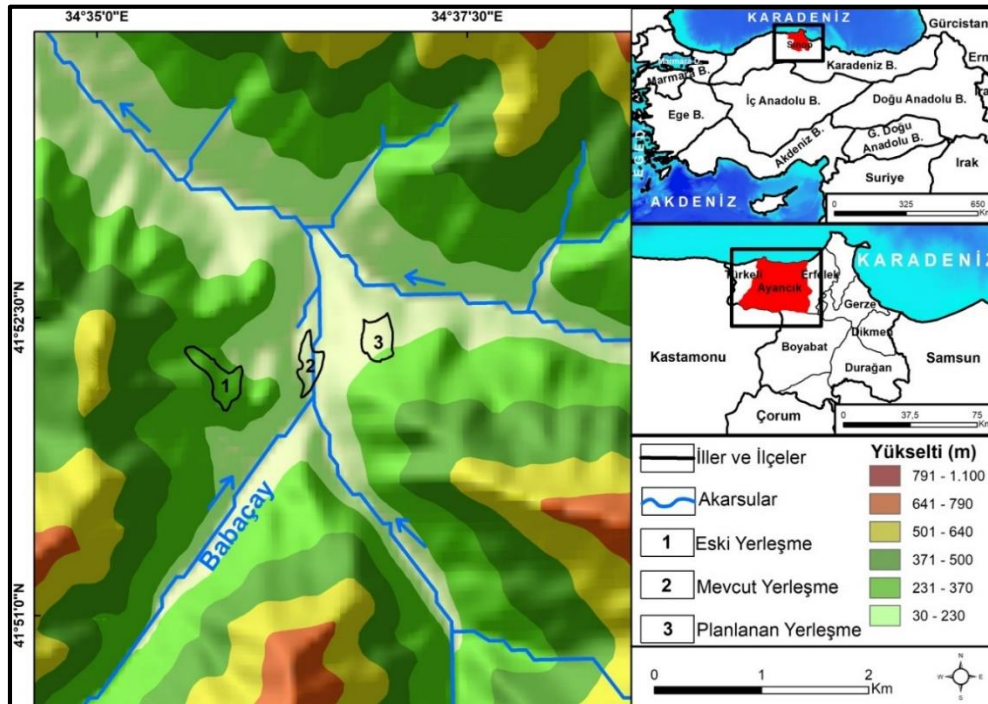 34°35'0"E
34°37'30"E
41°52'30"N
41°51'0"N
1
2
3
Babaçay
KARADENİZ
Gürcistan
Sinop
Karadeniz B.
Marmara B.
İç Anadolu B.
Doğu Anadolu B.
Ege B.
Akdeniz B.
G. Doğu
Anadolu B.
Irak
Suriye
AKDENİZ
0 325 650
Km
KARADENİZ
Türkeli
Erfelek
Ayancık
Gerze
Dikmen
Boyabat
Kastamonu
Samsun
Durağan
Çorum
0 37,5 75
Km
İller ve İlçeler
Akarsular
1 Eski Yerleşme
2 Mevcut Yerleşme
3 Planlanan Yerleşme
Yükselti (m)
791 - 1.100
641 - 790
501 - 640
371 - 500
231 - 370
30 - 230
0 1 2
Km
N
W E
S